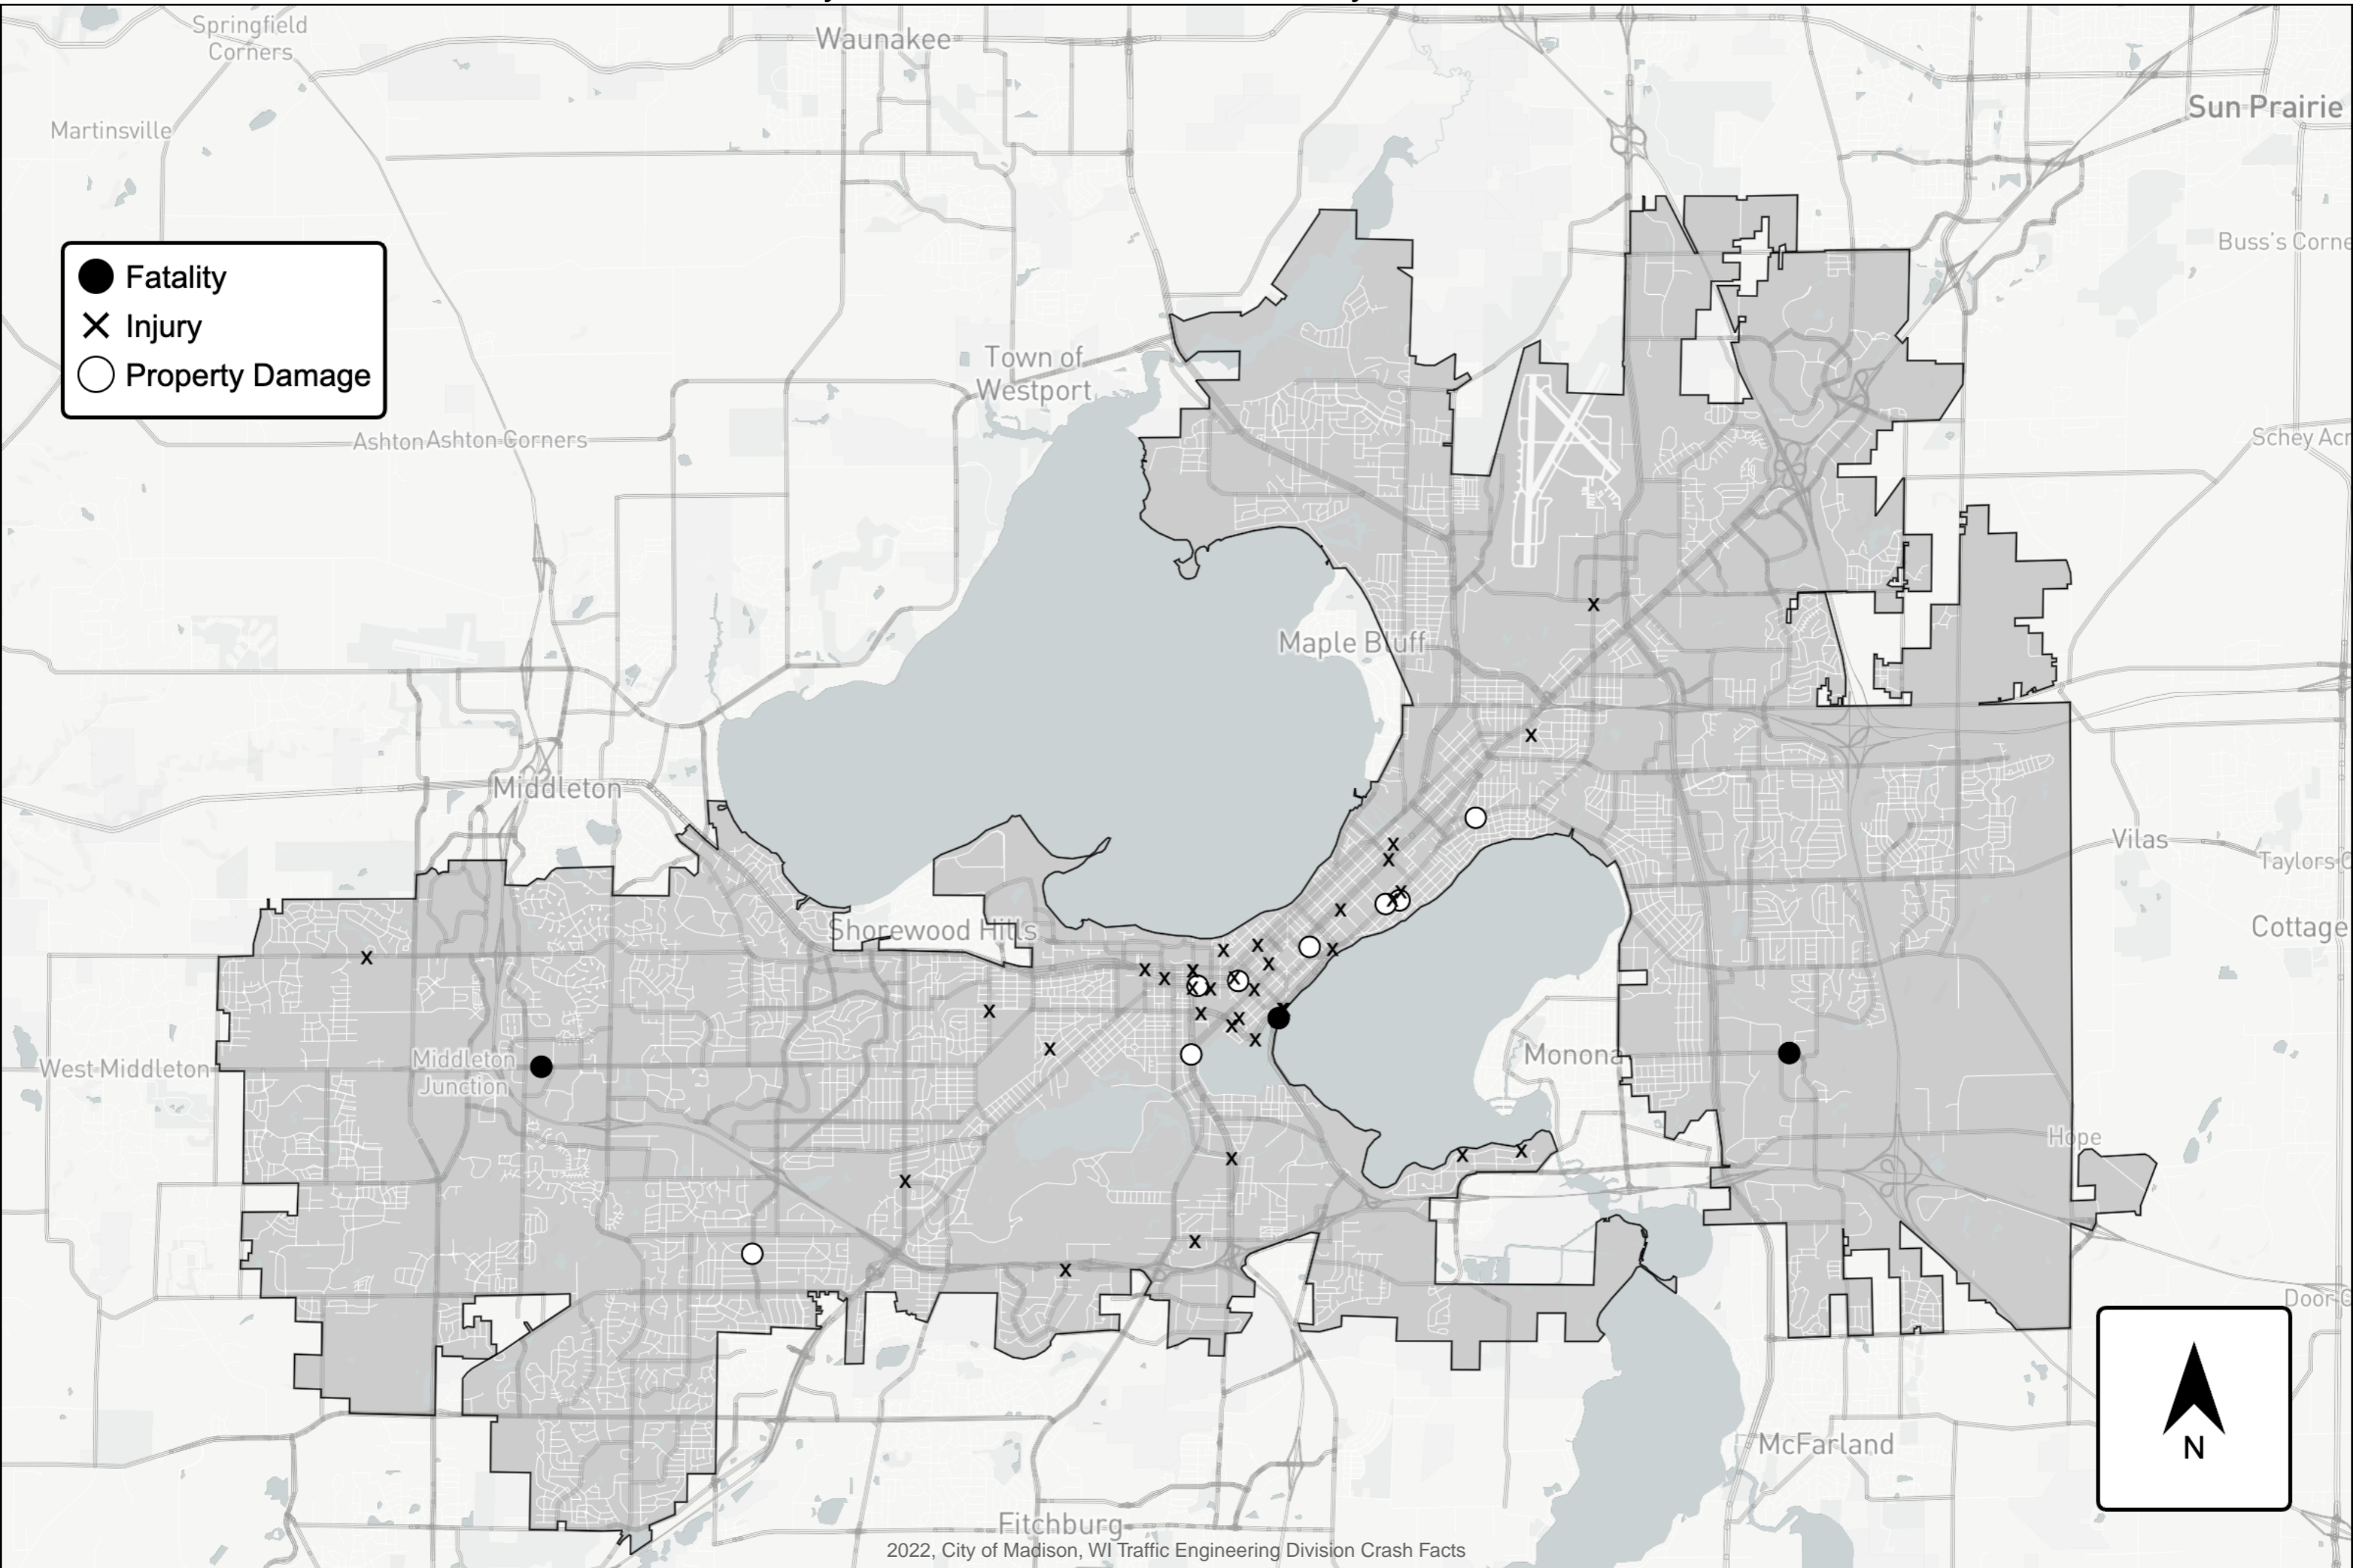 Springfield
Corners
Waunakee
Sun Prairie
Martinsville
Buss's Corne
Fatality
Injury
Property Damage
Town of
Westport
Ashton
Ashton Corners
Schey Acr
Maple Bluff
Middleton
Vilas
Taylors C
Cottage
Shorewood Hills
West Middleton
Middleton
Junction
Monona
Hope
Door C
McFarland
N
Fitchburg
2022, City of Madison, WI Traffic Engineering Division Crash Facts